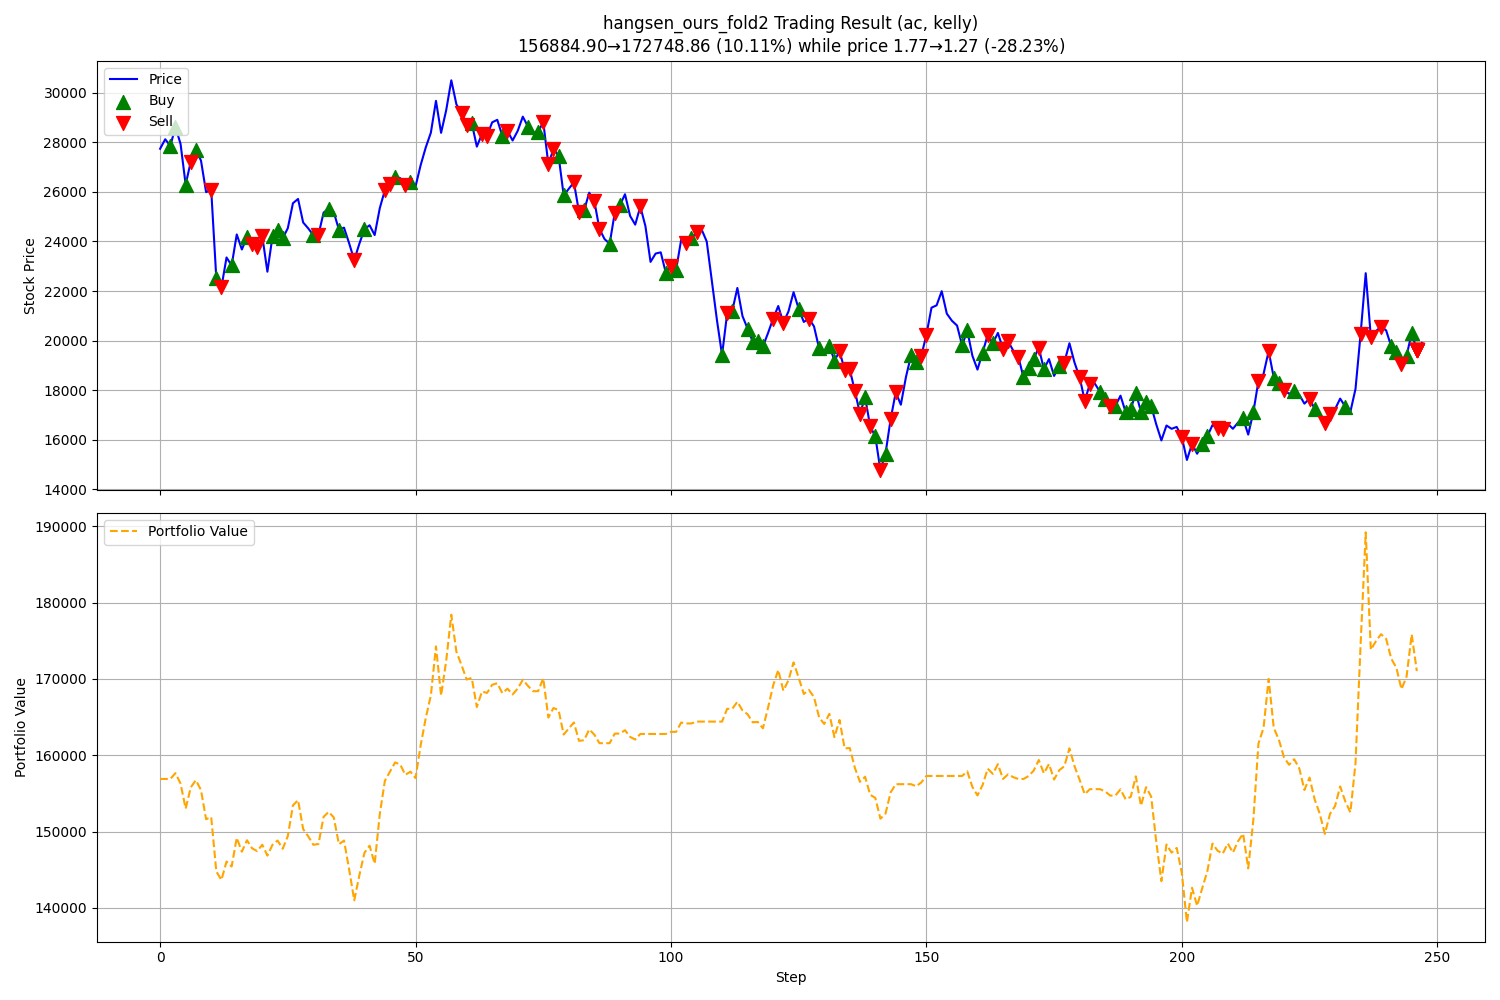 hangsen_ours_fold2 Trading Result (ac, kelly)
156884.90→172748.86 (10.11%) while price 1.77→1.27 (-28.23%)
Price
Buy
Sell
Stock Price
30000
28000
26000
24000
22000
20000
18000
16000
14000
Portfolio Value
Portfolio Value
190000
180000
170000
160000
150000
140000
0
50
100
150
200
250
Step